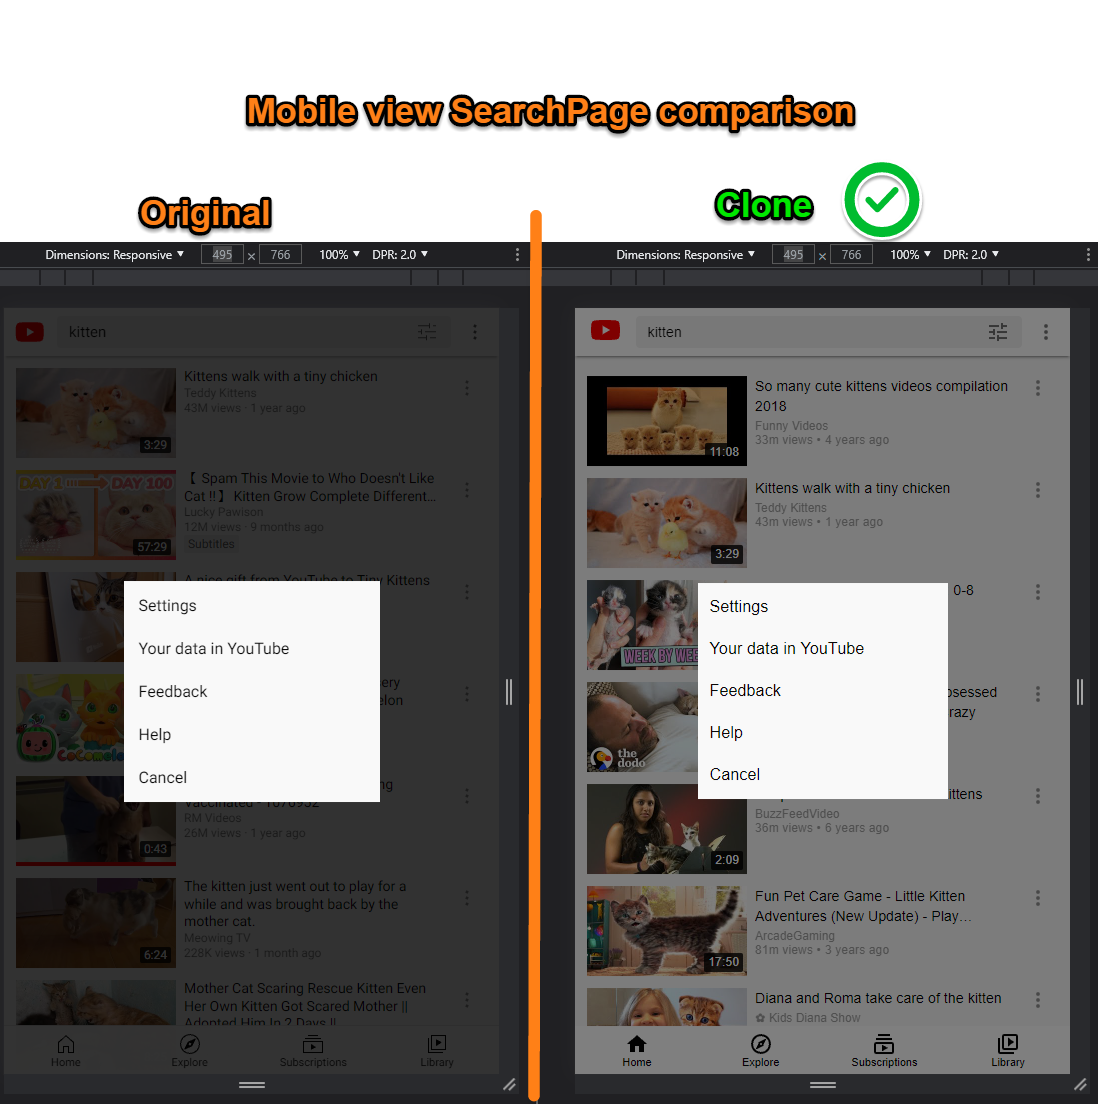 Mobile view SearchPage comparison
Original
Clone
Dimensions: Responsive 495 × 766 100% DPR: 2.0
kitten
Kittens walk with a tiny chicken
Teddy Kittens
43M views · 1 year ago
3:29
DAY 1 DAY 100
57:29
【 Spam This Movie to Who Doesn't Like
Cat !! 】 Kitten Grow Complete Different...
Lucky Pawison
12M views · 9 months ago
Subtitles
A nice gift from YouTube to Tiny Kittens
Settings
Your data in YouTube
Feedback
Help
Cancel
CoComelon
Vaccinated · 1070952
RM Videos
26M views · 1 year ago
0:43
The kitten just went out to play for a
while and was brought back by the
mother cat.
Meowing TV
228K views · 1 month ago
6:24
Mother Cat Scaring Rescue Kitten Even
Her Own Kitten Got Scared Mother ||
Adopted Him In 2 Days ||
Home
Explore
Subscriptions
Library
Dimensions: Responsive 495 × 766 100% DPR: 2.0
kitten
So many cute kittens videos compilation
2018
Funny Videos
33m views • 4 years ago
11:08
Kittens walk with a tiny chicken
Teddy Kittens
43m views • 1 year ago
3:29
0-8
WEEK BY WEE
Settings
Your data in YouTube
Feedback
Help
Cancel
the
dodo
ittens
BuzzFeedVideo
36m views • 6 years ago
2:09
Fun Pet Care Game - Little Kitten
Adventures (New Update) - Play...
ArcadeGaming
81m views • 3 years ago
17:50
Diana and Roma take care of the kitten
✿ Kids Diana Show
Home
Explore
Subscriptions
Library